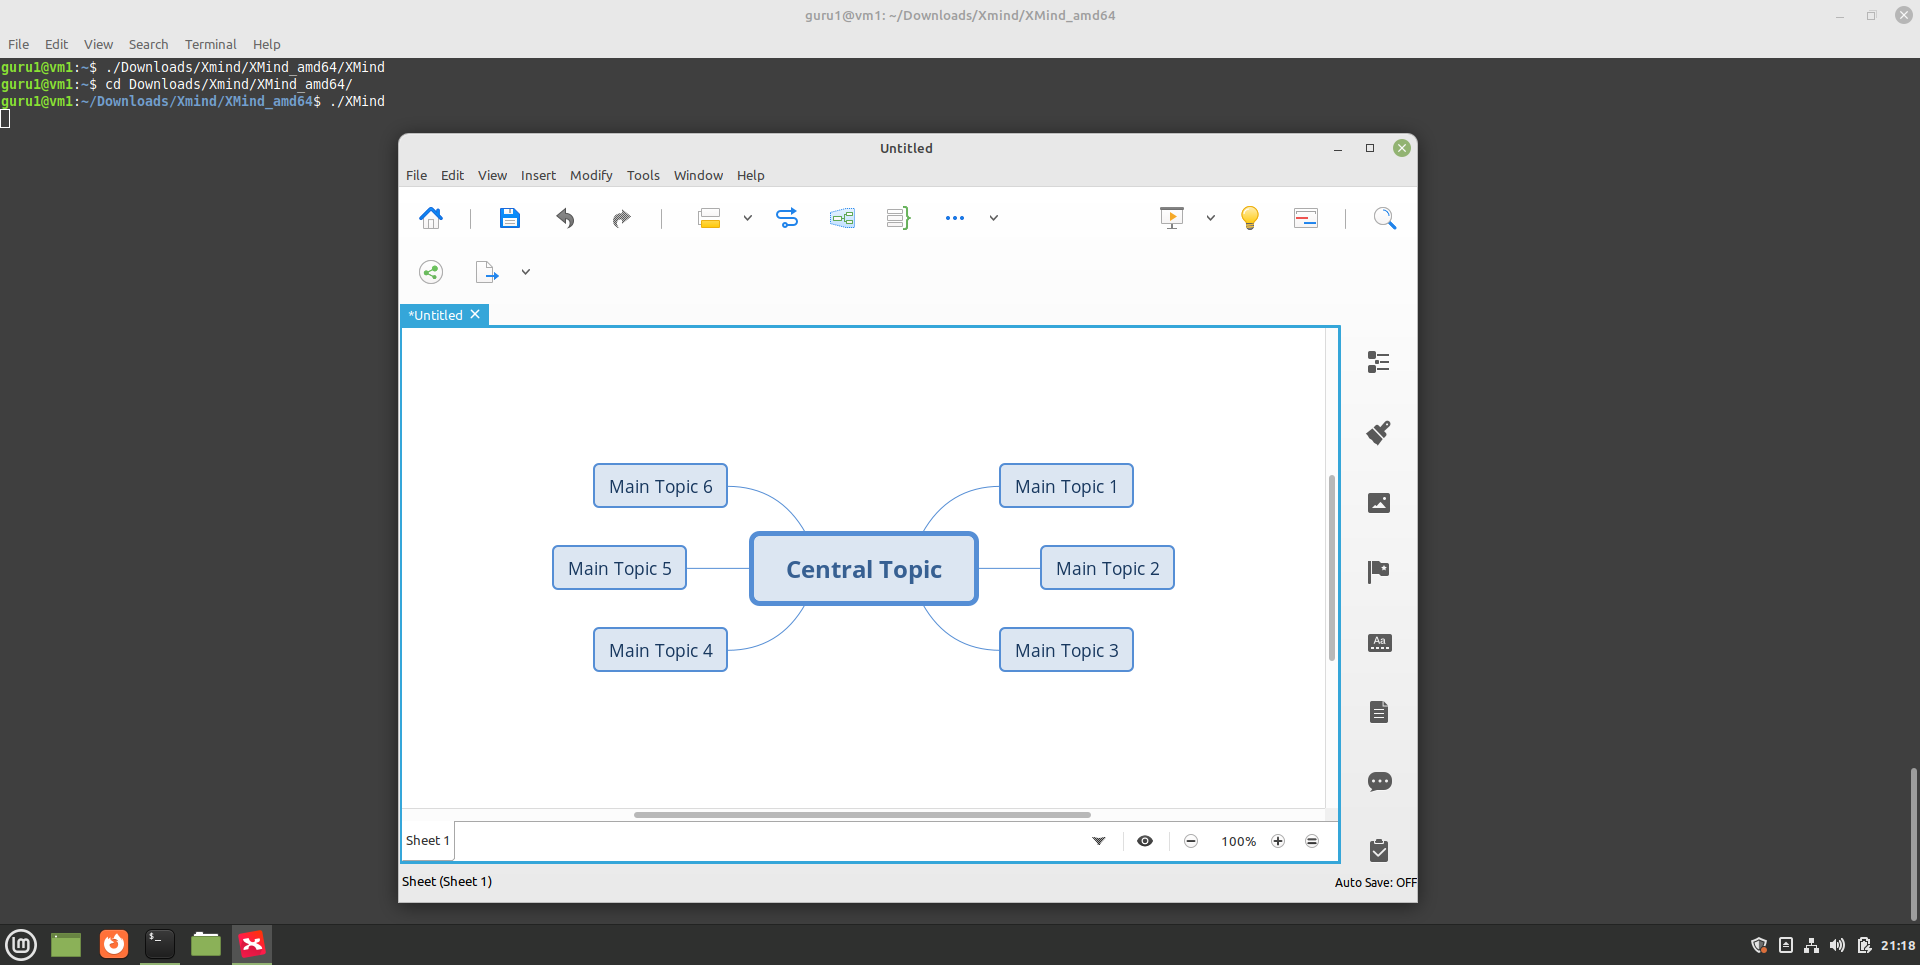 guru1@vm1: ~/Downloads/Xmind/XMind_amd64
File Edit View Search Terminal Help
guru1@vm1:~$ ./Downloads/Xmind/XMind_amd64/XMind
guru1@vm1:~$ cd Downloads/Xmind/XMind_amd64/
guru1@vm1:~/Downloads/Xmind/XMind_amd64$ ./XMind
Untitled
File Edit View Insert Modify Tools Window Help
*Untitled
Main Topic 6
Main Topic 1
Main Topic 5
Central Topic
Main Topic 2
Main Topic 4
Main Topic 3
Aa
Sheet 1
100%
Sheet (Sheet 1)
Auto Save: OFF
$_
lm
21:18